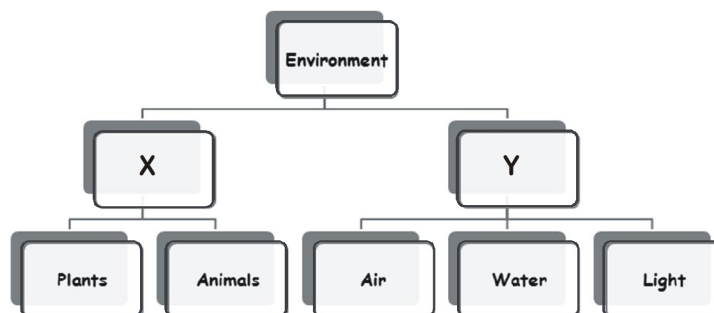 Environment
X
Y
Plants
Animals
Air
Water
Light